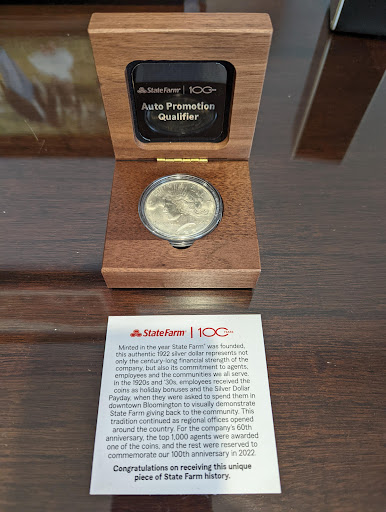 StateFarm™ | 100
Auto Promotion
Qualifier
StateFarm™ | 100
Minted in the year State Farm® was founded,
this authentic 1922 silver dollar represents not
only the century-long financial strength of the
company, but also its commitment to agents,
employees and the communities we all serve.
In the 1920s and '30s, employees received the
coins as holiday bonuses and the Silver Dollar
Payday, when they were asked to spend them in
downtown Bloomington to visually demonstrate
State Farm giving back to the community. This
tradition continued as regional offices opened
around the country. For the company's 60th
anniversary, the top 1,000 agents were awarded
one of the coins, and the rest were reserved to
commemorate our 100th anniversary in 2022.
Congratulations on receiving this unique
piece of State Farm history.